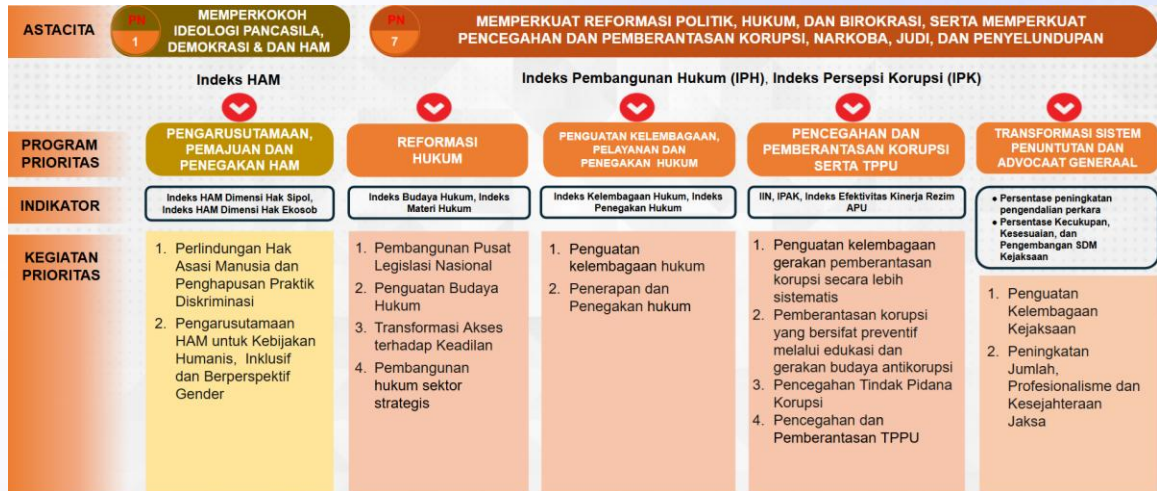 ASTACITA
PN
1
MEMPERKOKOH
IDEOLOGI PANCASILA,
DEMOKRASI & DAN HAM
PN
7
MEMPERKUAT REFORMASI POLITIK, HUKUM, DAN BIROKRASI, SERTA MEMPERKUAT
PENCEGAHAN DAN PEMBERANTASAN KORUPSI, NARKOBA, JUDI, DAN PENYELUNDUPAN
Indeks HAM
Indeks Pembangunan Hukum (IPH), Indeks Persepsi Korupsi (IPK)
PROGRAM
PRIORITAS
PENGARUSUTAMAAN,
PEMAJUAN DAN
PENEGAKAN HAM
REFORMASI
HUKUM
PENGUATAN KELEMBAGAAN,
PELAYANAN DAN
PENEGAKAN HUKUM
PENCEGAHAN DAN
PEMBERANTASAN KORUPSI
SERTA TPPU
TRANSFORMASI SISTEM
PENUNTUTAN DAN
ADVOCAAT GENERAAL
INDIKATOR
Indeks HAM Dimensi Hak Sipol,
Indeks HAM Dimensi Hak Ekosob
Indeks Budaya Hukum, Indeks
Materi Hukum
Indeks Kelembagaan Hukum, Indeks
Penegakan Hukum
IIN, IPAK, Indeks Efektivitas Kinerja Rezim
APU
● Persentase peningkatan
pengendalian perkara
● Persentase Kecukupan,
Kesesuaian, dan
Pengembangan SDM
Kejaksaan
KEGIATAN
PRIORITAS
1. Perlindungan Hak
Asasi Manusia dan
Penghapusan Praktik
Diskriminasi
2. Pengarusutamaan
HAM untuk Kebijakan
Humanis, Inklusif
dan Berperspektif
Gender
1. Pembangunan Pusat
Legislasi Nasional
2. Penguatan Budaya
Hukum
3. Transformasi Akses
terhadap Keadilan
4. Pembangunan
hukum sektor
strategis
1. Penguatan
kelembagaan hukum
2. Penerapan dan
Penegakan hukum
1. Penguatan kelembagaan
gerakan pemberantasan
korupsi secara lebih
sistematis
2. Pemberantasan korupsi
yang bersifat preventif
melalui edukasi dan
gerakan budaya antikorupsi
3. Pencegahan Tindak Pidana
Korupsi
4. Pencegahan dan
Pemberantasan TPPU
1. Penguatan
Kelembagaan
Kejaksaan
2. Peningkatan
Jumlah,
Profesionalisme dan
Kesejahteraan
Jaksa